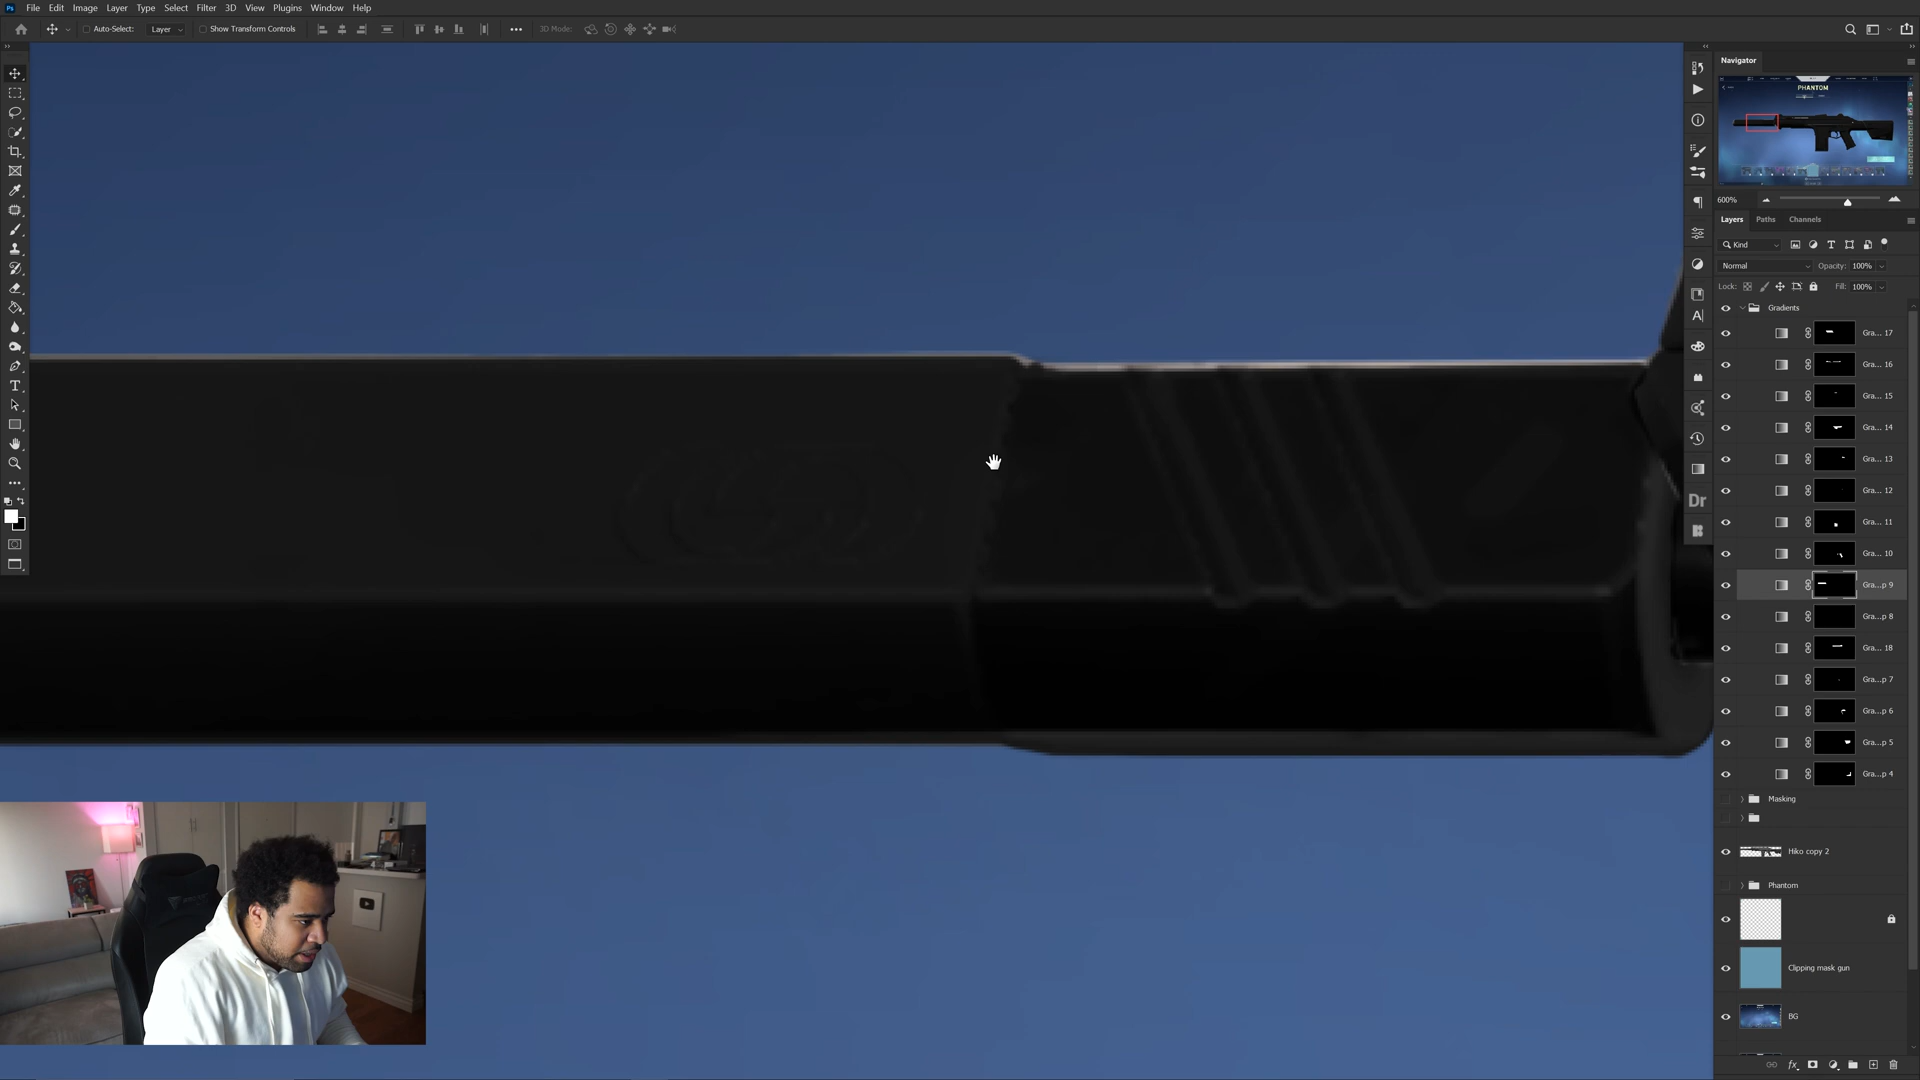 Ps File Edit Image Layer Type Select Filter 3D View Plugins Window Help
Auto-Select: Layer Show Transform Controls 3D Mode:
Navigator
PHANTOM
600%
Layers Paths Channels
Kind
Normal Opacity: 100%
Lock: Fill: 100%
Gradients
Gra... 17
Gra... 16
Gra... 15
Gra... 14
Gra... 13
Gra... 12
Gra... 11
Gra... 10
Gra...p 9
Gra...p 8
Gra... 18
Gra...p 7
Gra...p 6
Gra...p 5
Gra...p 4
Masking
Hiko copy 2
Phantom
Clipping mask gun
BG
Dr
fx